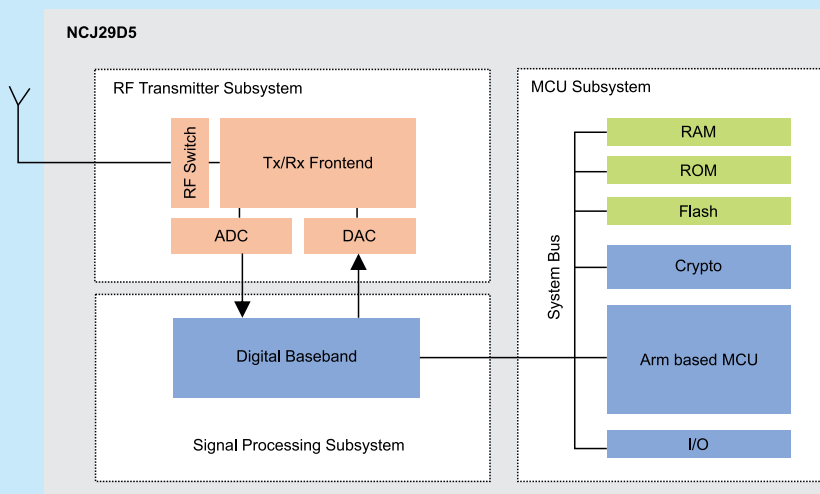 NCJ29D5
RF Transmitter Subsystem
RF Switch
Tx/Rx Frontend
ADC
DAC
Digital Baseband
Signal Processing Subsystem
MCU Subsystem
System Bus
RAM
ROM
Flash
Crypto
Arm based MCU
I/O